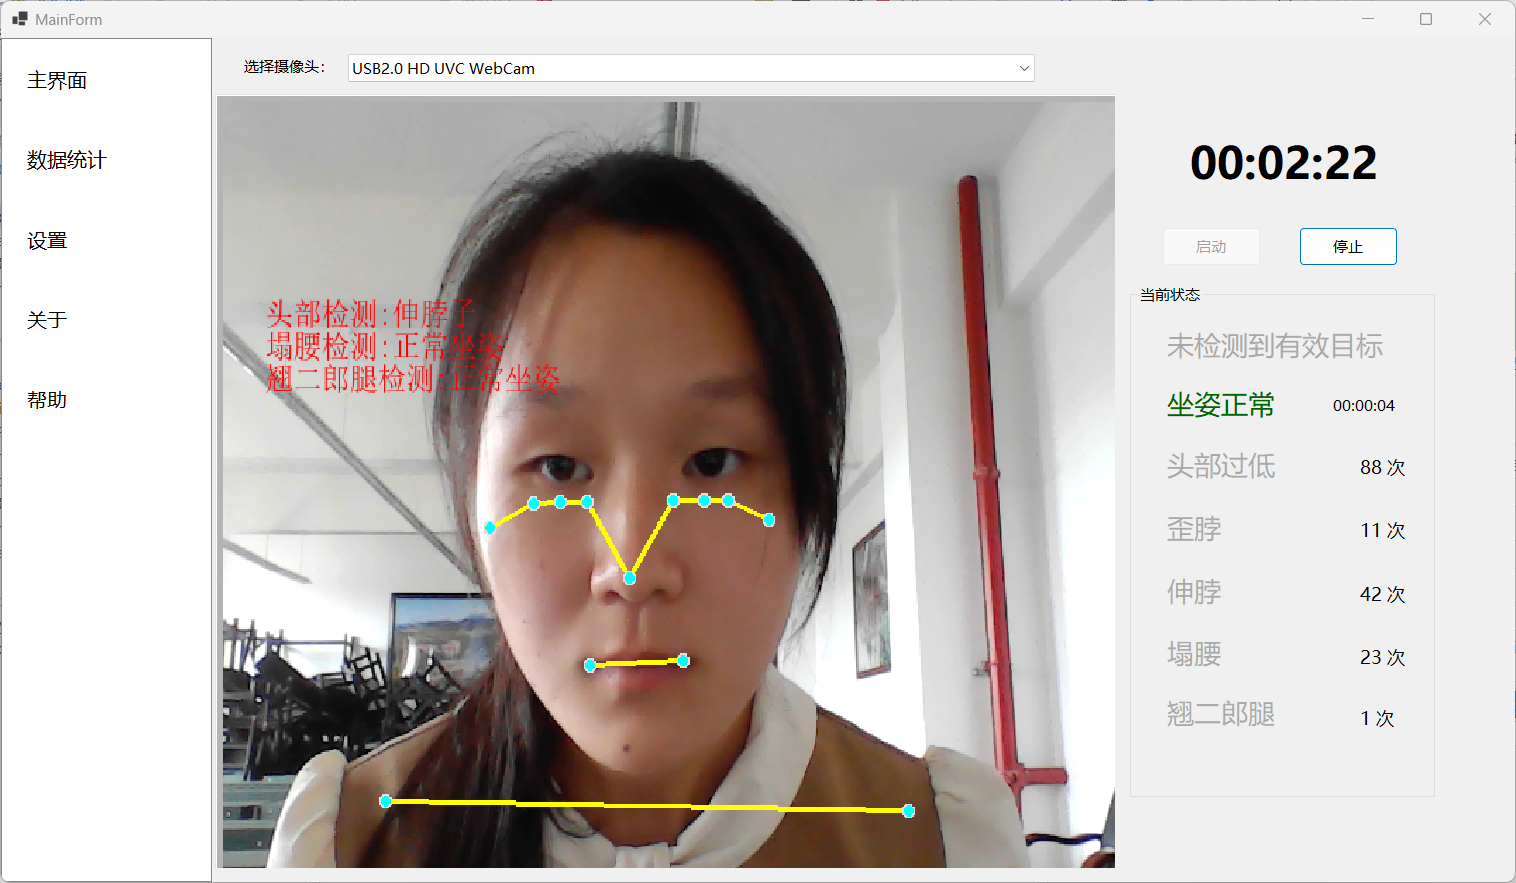 MainForm
主界面
数据统计
设置
关于
帮助
选择摄像头: USB2.0 HD UVC WebCam
头部检测:伸脖子
塌腰检测:正常坐姿
翘二郎腿检测:正常坐姿
00:02:22
启动 停止
当前状态
未检测到有效目标
坐姿正常 00:00:04
头部过低 88 次
歪脖 11 次
伸脖 42 次
塌腰 23 次
翘二郎腿 1 次